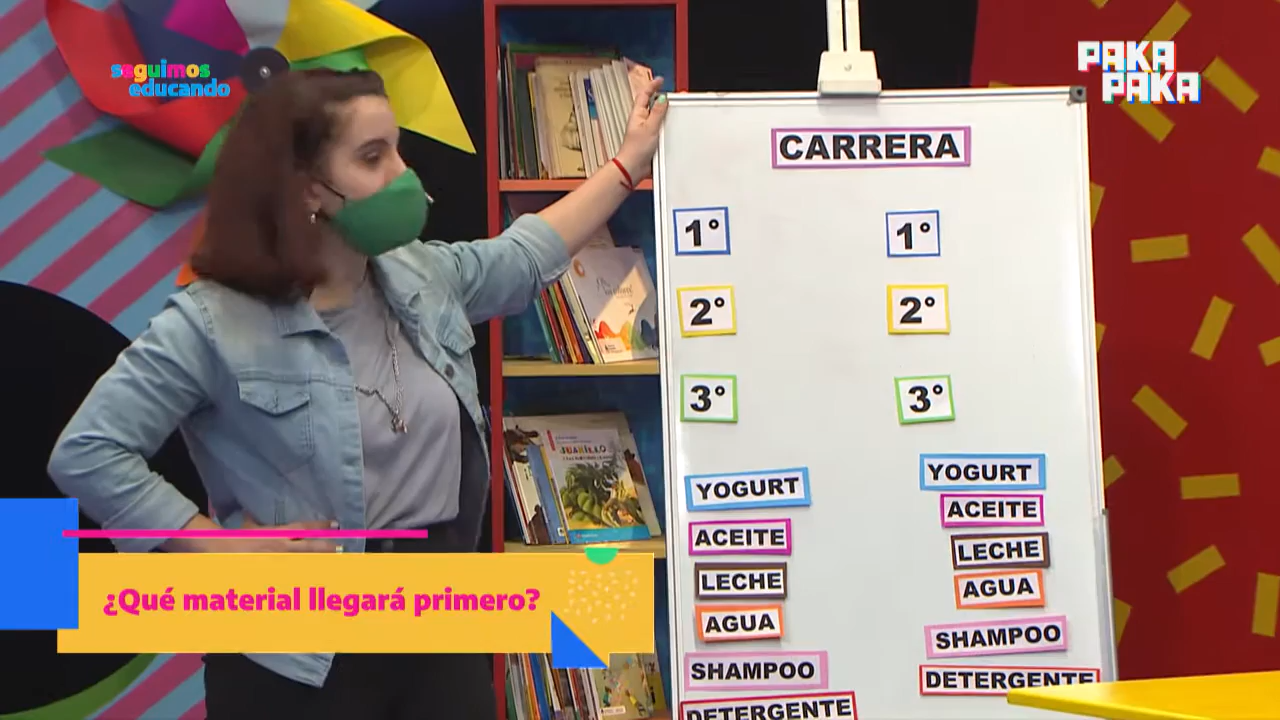 seguimos
educando
PAKA
PAKA
CARRERA
1°
1°
2°
2°
3°
3°
YOGURT
YOGURT
ACEITE
ACEITE
LECHE
LECHE
AGUA
AGUA
SHAMPOO
SHAMPOO
DETERGENTE
DETERGENTE
JUANILLO
¿Qué material llegará primero?